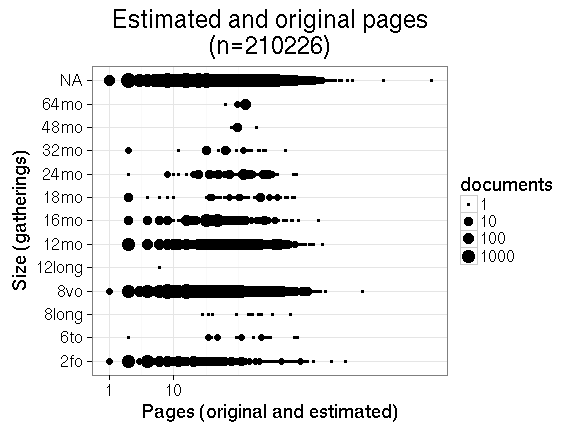 Estimated and original pages
(n=210226)
NA
64mo
48mo
32mo
24mo
18mo
16mo
12mo
12long
8vo
8long
6to
2fo
Size (gatherings)
1
10
Pages (original and estimated)
documents
1
10
100
1000